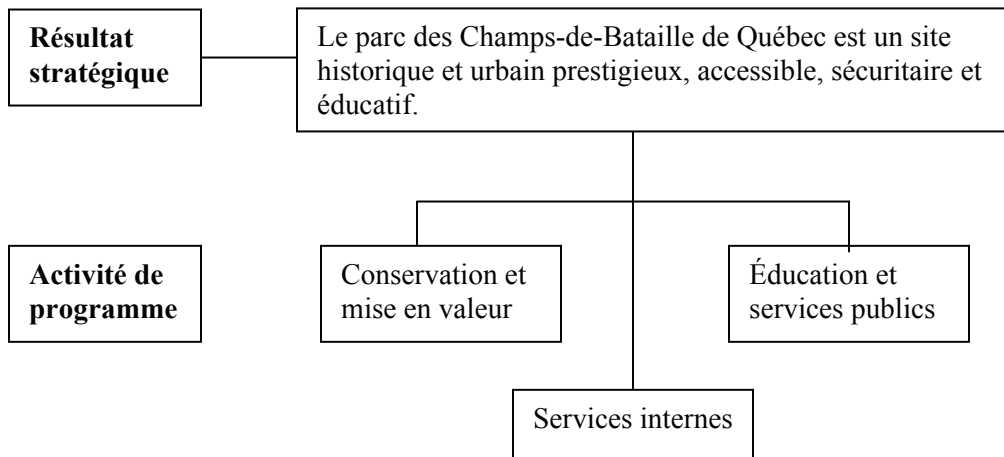 Résultat
stratégique
Le parc des Champs-de-Bataille de Québec est un site
historique et urbain prestigieux, accessible, sécuritaire et
éducatif.
Activité de
programme
Conservation et
mise en valeur
Éducation et
services publics
Services internes